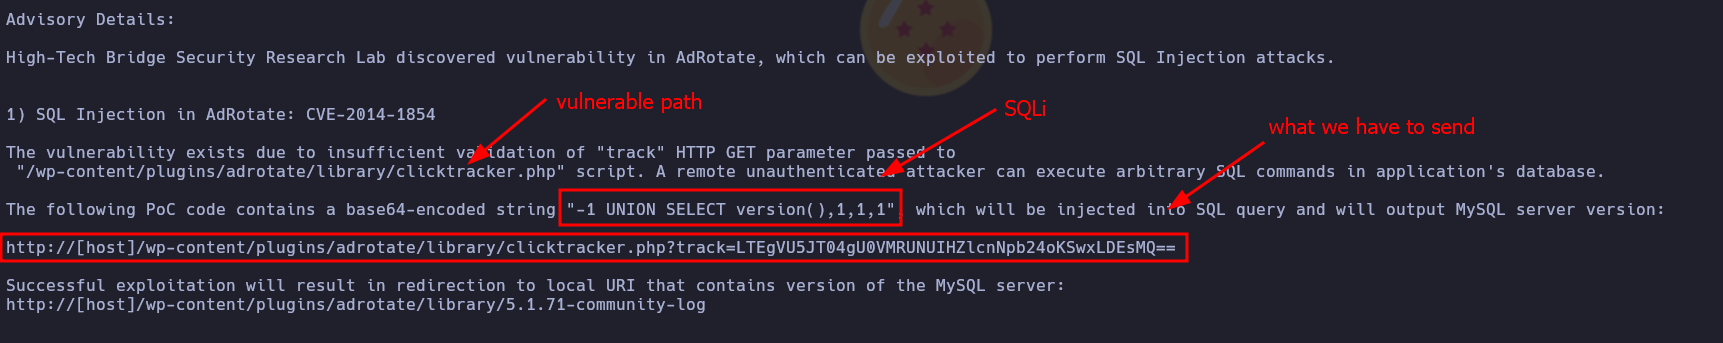 Advisory Details:
High-Tech Bridge Security Research Lab discovered vulnerability in AdRotate, which can be exploited to perform SQL Injection attacks.
vulnerable path
SQLi
1) SQL Injection in AdRotate: CVE-2014-1854
what we have to send
The vulnerability exists due to insufficient validation of "track" HTTP GET parameter passed to
"/wp-content/plugins/adrotate/library/clicktracker.php" script. A remote unauthenticated attacker can execute arbitrary SQL commands in application's database.
The following PoC code contains a base64-encoded string "-1 UNION SELECT version(),1,1,1", which will be injected into SQL query and will output MySQL server version:
http://[host]/wp-content/plugins/adrotate/library/clicktracker.php?track=LTEgVU5JT04gU0VMRUNUIHZlcnNpb24oKSwxLDEsMQ==
Successful exploitation will result in redirection to local URI that contains version of the MySQL server:
http://[host]/wp-content/plugins/adrotate/library/5.1.71-community-log